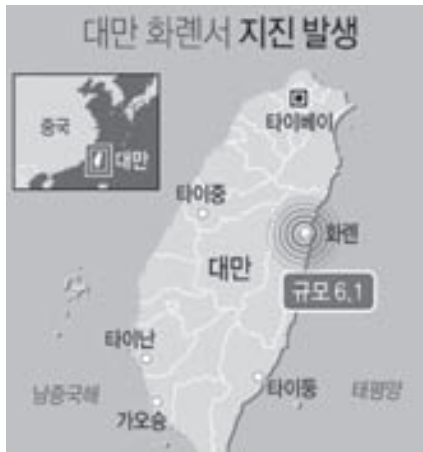 대만 화롄서 지진 발생
중국
대만
타이베이
타이중
화롄
대만
규모 6.1
타이난
남중국해
타이둥
태평양
가오슝